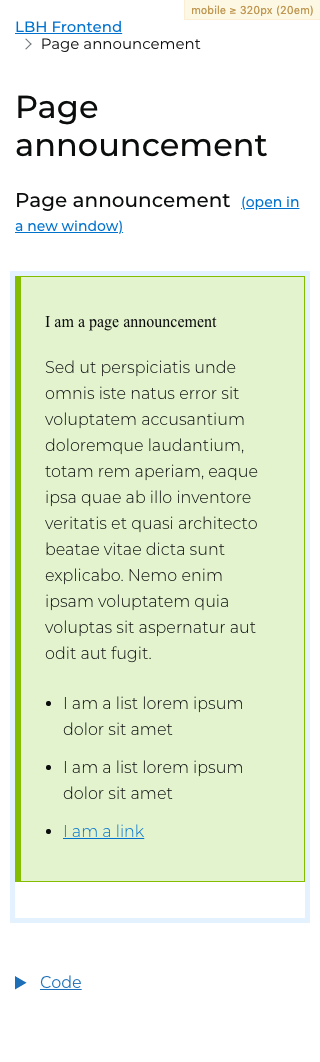 mobile ≥ 320px (20em)
LBH Frontend
Page announcement
Page
announcement
Page announcement (open in
a new window)
I am a page announcement
Sed ut perspiciatis unde
omnis iste natus error sit
voluptatem accusantium
doloremque laudantium,
totam rem aperiam, eaque
ipsa quae ab illo inventore
veritatis et quasi architecto
beatae vitae dicta sunt
explicabo. Nemo enim
ipsam voluptatem quia
voluptas sit aspernatur aut
odit aut fugit.
I am a list lorem ipsum
dolor sit amet
I am a list lorem ipsum
dolor sit amet
I am a link
Code